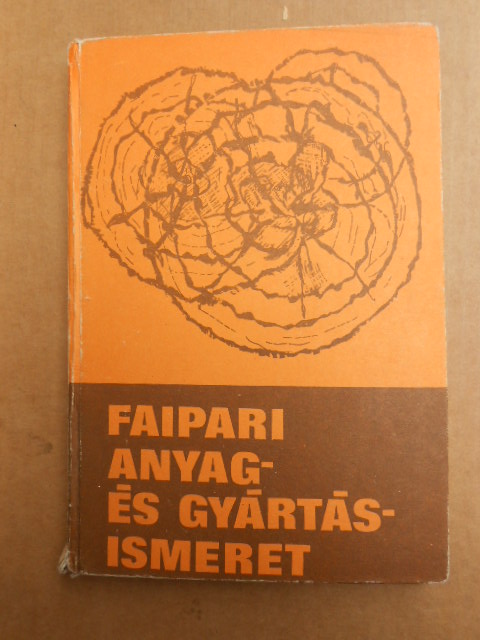 FAIPARI
ANYAG-
ÉS GYÁRTÁS-
ISMERET